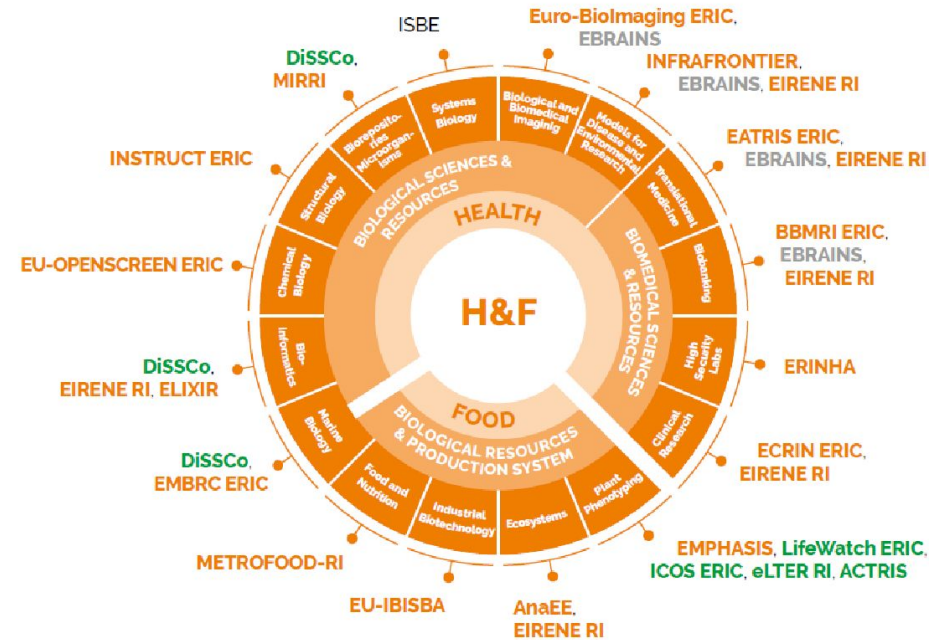 ISBE
Euro-BioImaging ERIC,
EBRAINS
DiSSCo,
MIRRI
INFRAFRONTIER,
EBRAINS, EIRENE RI
INSTRUCT ERIC
EATRIS ERIC,
EBRAINS, EIRENE RI
EU-OPENSCREEN ERIC
BBMRI ERIC,
EBRAINS,
EIRENE RI
DiSSCo,
EIRENE RI, ELIXIR
ERINHA
DiSSCo,
EMBRC ERIC
ECRIN ERIC,
EIRENE RI
METROFOOD-RI
EMPHASIS, LifeWatch ERIC,
ICOS ERIC, eLTER RI, ACTRIS
EU-IBISBA
AnaEE,
EIRENE RI
Systems
Biology
Biological and
Biomedical
Imaginig
Models for
Disease and
Environmental
Research
Translational
Medicine
Biobanking
High
Security
Labs
Clinical
Research
Plant
Phenotyping
Ecosystems
Industrial
Biotechnology
Food and
Nutrition
Marine
Biology
Bio-
informatics
Chemical
Biology
Structural
Biology
Bioreposito-
ries
Microorgan-
isms
BIOLOGICAL SCIENCES &
RESOURCES
BIOMEDICAL SCIENCES
& RESOURCES
BIOLOGICAL RESOURCES
& PRODUCTION SYSTEM
HEALTH
H&F
FOOD